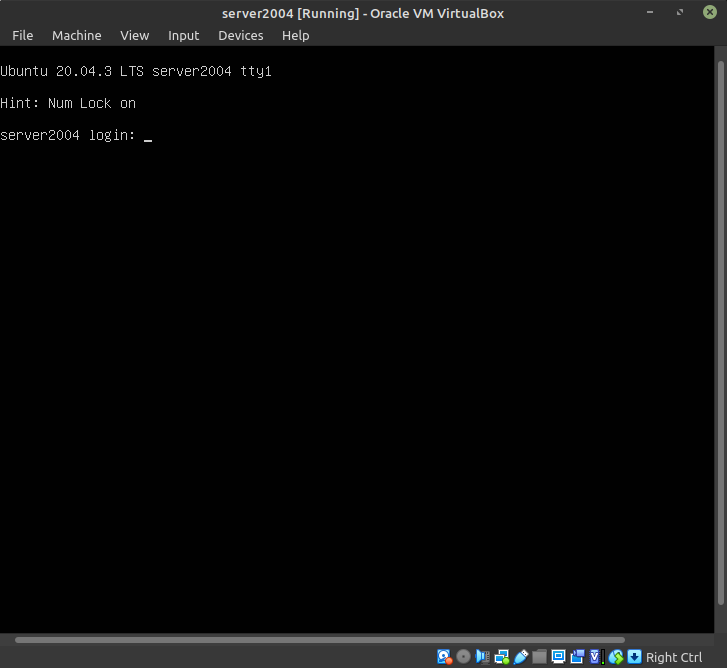 server2004 [Running] - Oracle VM VirtualBox
File Machine View Input Devices Help
Ubuntu 20.04.3 LTS server2004 tty1
Hint: Num Lock on
server2004 login: _
Right Ctrl